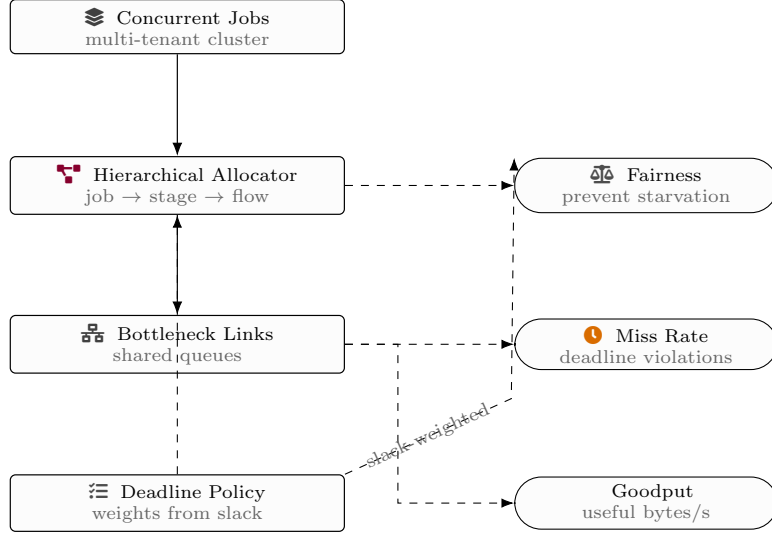 Concurrent Jobs
multi-tenant cluster
Hierarchical Allocator
job → stage → flow
Fairness
prevent starvation
Bottleneck Links
shared queues
Miss Rate
deadline violations
slack-weighted
Deadline Policy
weights from slack
Goodput
useful bytes/s